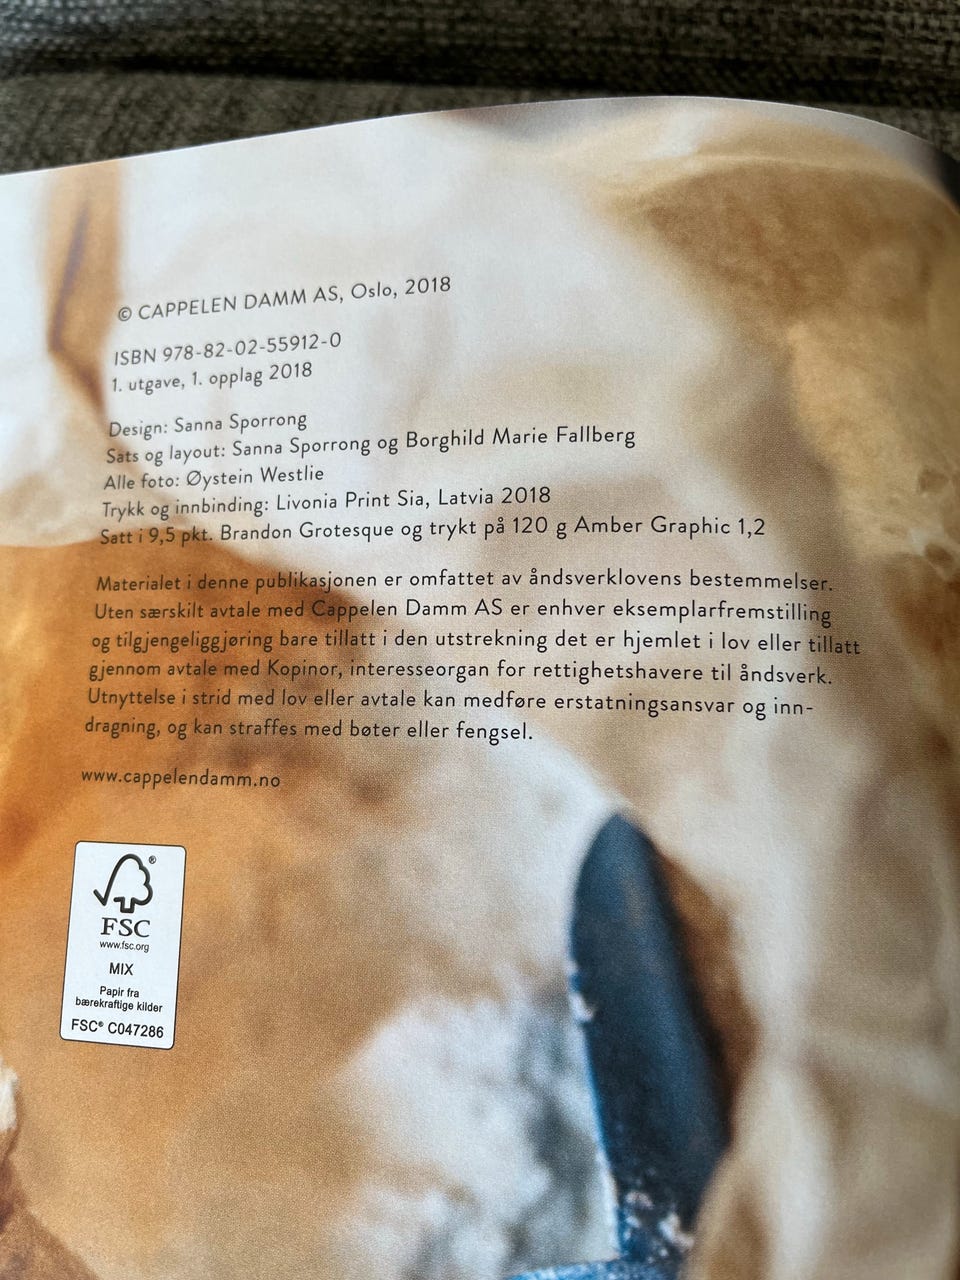 © CAPPELEN DAMM AS, Oslo, 2018
ISBN 978-82-02-55912-0
1. utgave, 1. opplag 2018
Design: Sanna Sporrong
Sats og layout: Sanna Sporrong og Borghild Marie Fallberg
Alle foto: Øystein Westlie
Trykk og innbinding: Livonia Print Sia, Latvia 2018
Satt i 9,5 pkt. Brandon Grotesque og trykt på 120 g Amber Graphic 1,2
Materialet i denne publikasjonen er omfattet av åndsverklovens bestemmelser.
Uten særskilt avtale med Cappelen Damm AS er enhver eksemplarfremstilling
og tilgjengeliggjøring bare tillatt i den utstrekning det er hjemlet i lov eller tillatt
gjennom avtale med Kopinor, interesseorgan for rettighetshavere til åndsverk.
Utnyttelse i strid med lov eller avtale kan medføre erstatningsansvar og inn-
dragning, og kan straffes med bøter eller fengsel.
www.cappelendamm.no
®
FSC
www.fsc.org
MIX
Papir fra
bærekraftige kilder
FSC® C047286